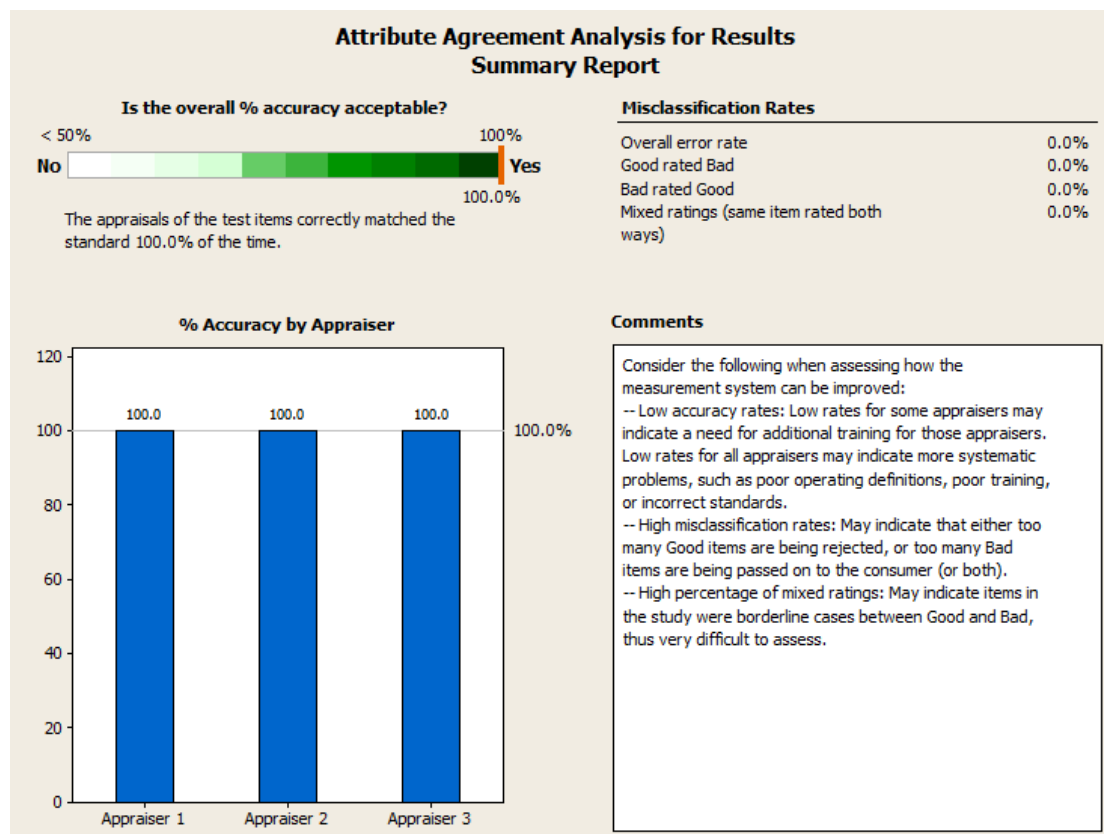 Attribute Agreement Analysis for Results
Summary Report
Is the overall % accuracy acceptable?
< 50%
100%
No
Yes
100.0%
The appraisals of the test items correctly matched the
standard 100.0% of the time.
Misclassification Rates
Overall error rate 0.0%
Good rated Bad 0.0%
Bad rated Good 0.0%
Mixed ratings (same item rated both 0.0%
ways)
% Accuracy by Appraiser
120
100
80
60
40
20
0
100.0
100.0
100.0
100.0%
Appraiser 1
Appraiser 2
Appraiser 3
Comments
Consider the following when assessing how the
measurement system can be improved:
-- Low accuracy rates: Low rates for some appraisers may
indicate a need for additional training for those appraisers.
Low rates for all appraisers may indicate more systematic
problems, such as poor operating definitions, poor training,
or incorrect standards.
-- High misclassification rates: May indicate that either too
many Good items are being rejected, or too many Bad
items are being passed on to the consumer (or both).
-- High percentage of mixed ratings: May indicate items in
the study were borderline cases between Good and Bad,
thus very difficult to assess.